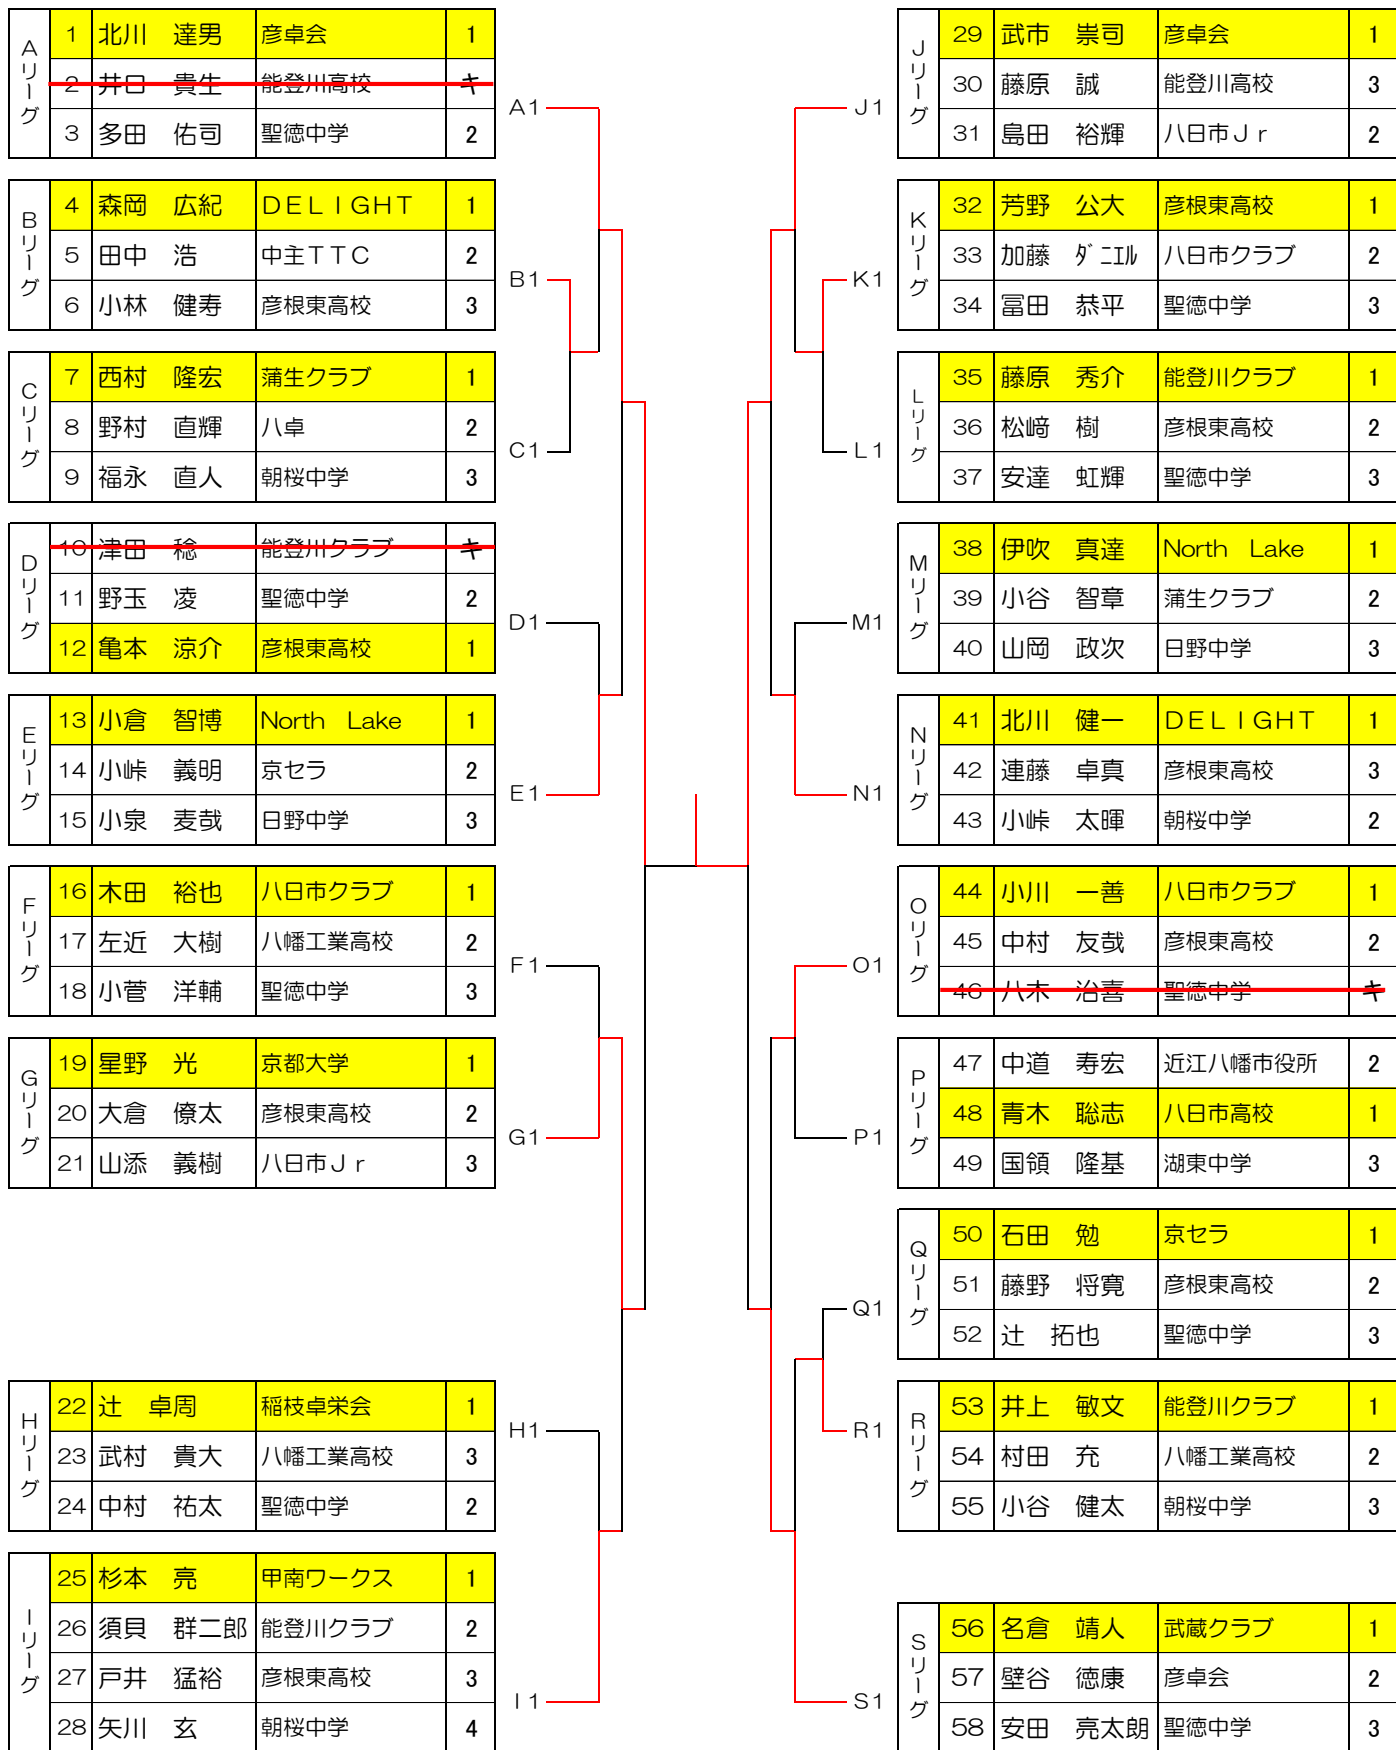 Aリーグ
1 北川 達男 彦卓会 1
2 井日 貴生 能登川高校 キ
3 多田 佑司 聖徳中学 2
A1
Bリーグ
4 森岡 広紀 DELIGHT 1
5 田中 浩 中主TTC 2
6 小林 健寿 彦根東高校 3
B1
Cリーグ
7 西村 隆宏 蒲生クラブ 1
8 野村 直輝 八卓 2
9 福永 直人 朝桜中学 3
C1
Dリーグ
10 津田 稔 能登川クラブ キ
11 野玉 凌 聖徳中学 2
12 亀本 涼介 彦根東高校 1
D1
Eリーグ
13 小倉 智博 North Lake 1
14 小峠 義明 京セラ 2
15 小泉 麦哉 日野中学 3
E1
Fリーグ
16 木田 裕也 八日市クラブ 1
17 左近 大樹 八幡工業高校 2
18 小菅 洋輔 聖徳中学 3
F1
Gリーグ
19 星野 光 京都大学 1
20 大倉 僚太 彦根東高校 2
21 山添 義樹 八日市Jr 3
G1
Hリーグ
22 辻 卓周 稲枝卓栄会 1
23 武村 貴大 八幡工業高校 3
24 中村 祐太 聖徳中学 2
H1
Iリーグ
25 杉本 亮 甲南ワークス 1
26 須貝 群二郎 能登川クラブ 2
27 戸井 猛裕 彦根東高校 3
28 矢川 玄 朝桜中学 4
I1
Jリーグ
29 武市 祟司 彦卓会 1
30 藤原 誠 能登川高校 3
31 島田 裕輝 八日市Jr 2
J1
Kリーグ
32 芳野 公大 彦根東高校 1
33 加藤 ダニエル 八日市クラブ 2
34 冨田 恭平 聖徳中学 3
K1
Lリーグ
35 藤原 秀介 能登川クラブ 1
36 松﨑 樹 彦根東高校 2
37 安達 虹輝 聖徳中学 3
L1
Mリーグ
38 伊吹 真達 North Lake 1
39 小谷 智章 蒲生クラブ 2
40 山岡 政次 日野中学 3
M1
Nリーグ
41 北川 健一 DELIGHT 1
42 連藤 卓真 彦根東高校 3
43 小峠 太暉 朝桜中学 2
N1
Oリーグ
44 小川 一善 八日市クラブ 1
45 中村 友哉 彦根東高校 2
46 八木 治喜 聖徳中学 キ
O1
Pリーグ
47 中道 寿宏 近江八幡市役所 2
48 青木 聡志 八日市高校 1
49 国領 隆基 湖東中学 3
P1
Qリーグ
50 石田 勉 京セラ 1
51 藤野 将寛 彦根東高校 2
52 辻 拓也 聖徳中学 3
Q1
Rリーグ
53 井上 敏文 能登川クラブ 1
54 村田 充 八幡工業高校 2
55 小谷 健太 朝桜中学 3
R1
Sリーグ
56 名倉 靖人 武蔵クラブ 1
57 壁谷 徳康 彦卓会 2
58 安田 亮太朗 聖徳中学 3
S1